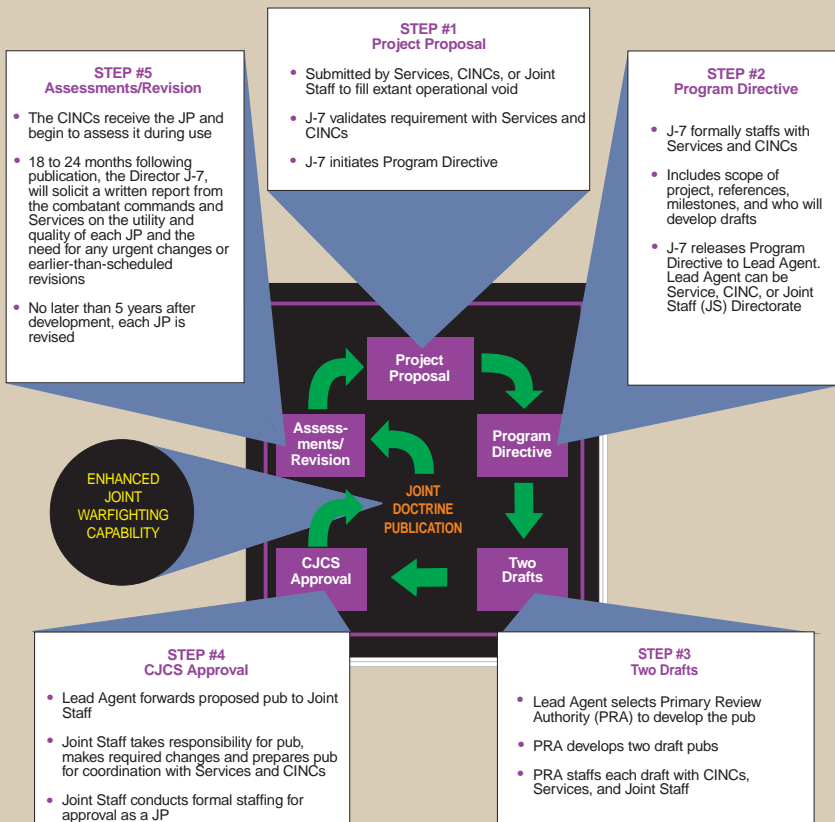 STEP #1
Project Proposal
• Submitted by Services, CINCs, or Joint
Staff to fill extant operational void
• J-7 validates requirement with Services and
CINCs
• J-7 initiates Program Directive
STEP #2
Program Directive
• J-7 formally staffs with
Services and CINCs
• Includes scope of
project, references,
milestones, and who will
develop drafts
• J-7 releases Program
Directive to Lead Agent.
Lead Agent can be
Service, CINC, or Joint
Staff (JS) Directorate
STEP #5
Assessments/Revision
• The CINCs receive the JP and
begin to assess it during use
• 18 to 24 months following
publication, the Director J-7,
will solicit a written report from
the combatant commands and
Services on the utility and
quality of each JP and the
need for any urgent changes or
earlier-than-scheduled
revisions
• No later than 5 years after
development, each JP is
revised
Project
Proposal
Assess-
ments/
Revision
Program
Directive
ENHANCED
JOINT
WARFIGHTING
CAPABILITY
JOINT
DOCTRINE
PUBLICATION
CJCS
Approval
Two
Drafts
STEP #4
CJCS Approval
• Lead Agent forwards proposed pub to Joint
Staff
• Joint Staff takes responsibility for pub,
makes required changes and prepares pub
for coordination with Services and CINCs
• Joint Staff conducts formal staffing for
approval as a JP
STEP #3
Two Drafts
• Lead Agent selects Primary Review
Authority (PRA) to develop the pub
• PRA develops two draft pubs
• PRA staffs each draft with CINCs,
Services, and Joint Staff